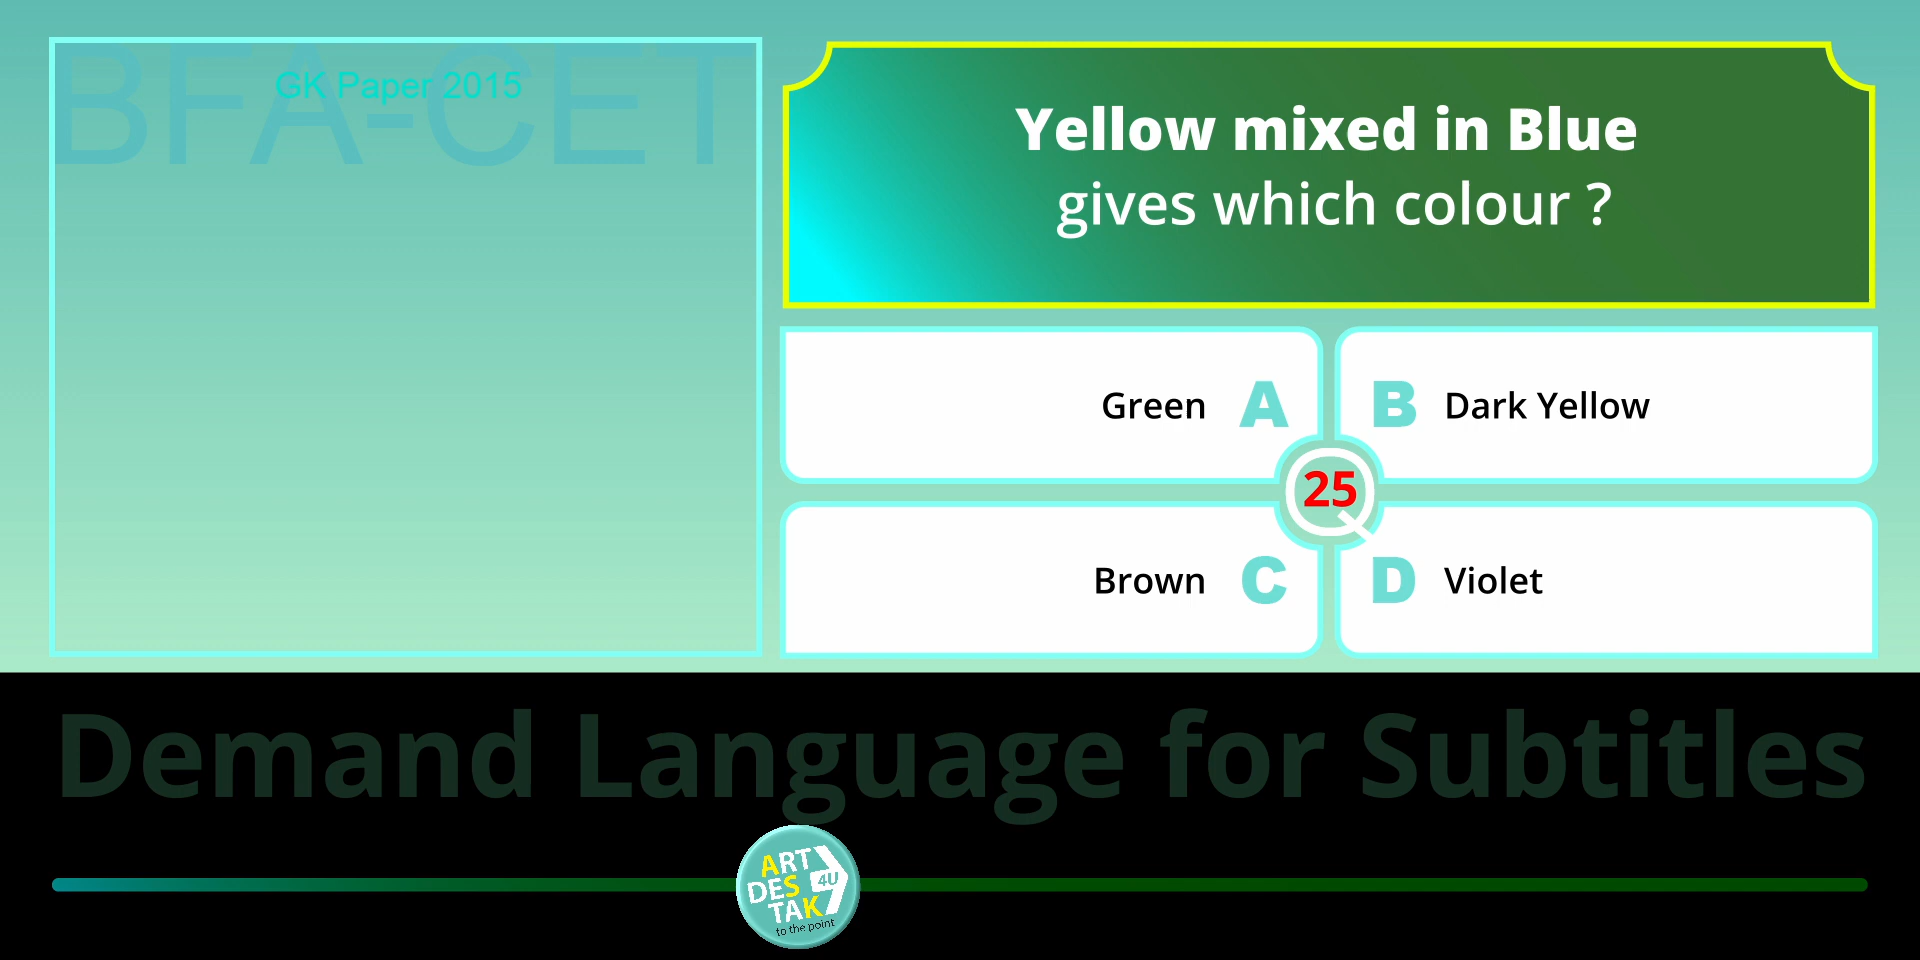 BFA-CET
GK Paper 2015
Yellow mixed in Blue
gives which colour ?
Green A
B Dark Yellow
25
Brown C
D Violet
Demand Language for Subtitles
ART
DES 4U
TAK
to the point